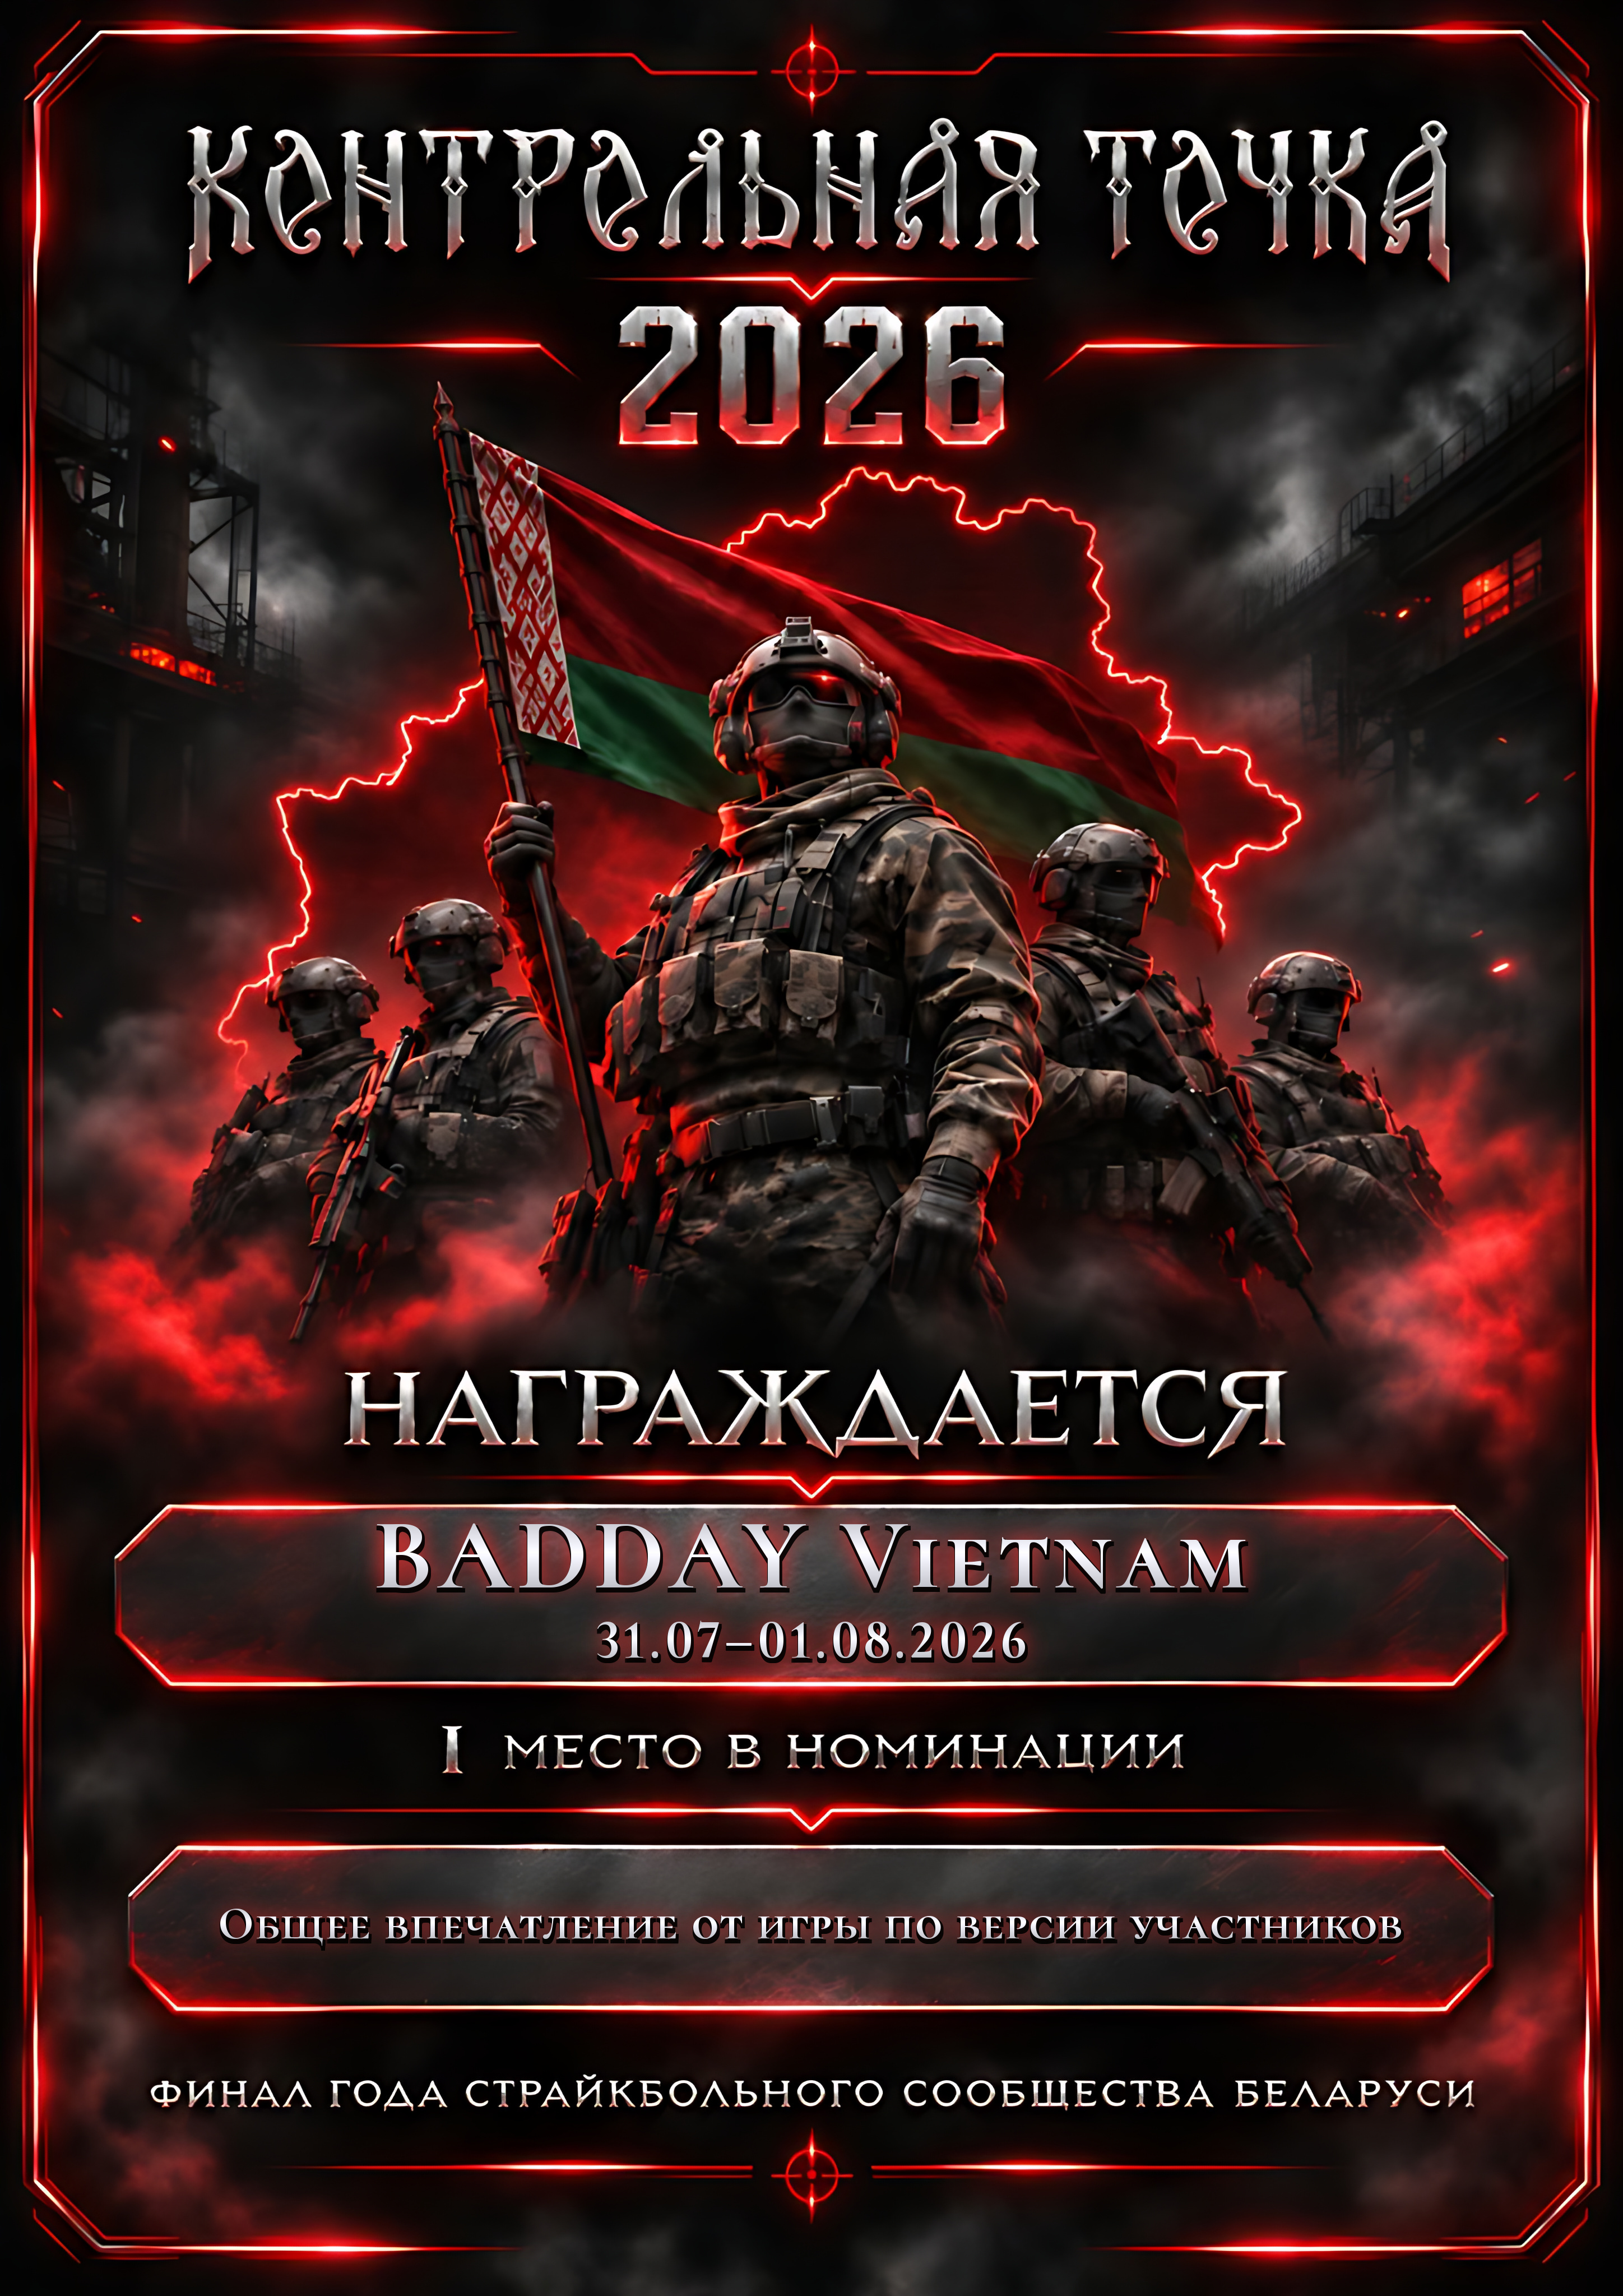 КОНТРОЛЬНАЯ ТОЧКА
2026
НАГРАЖДАЕТСЯ
BADDAY Vietnam
31.07–01.08.2026
I МЕСТО В НОМИНАЦИИ
Общее впечатление от игры по версии участников
ФИНАЛ ГОДА СТРАЙКБОЛЬНОГО СООБЩЕСТВА БЕЛАРУСИ